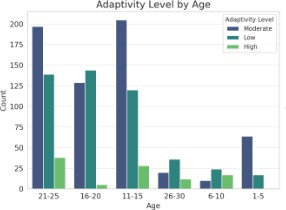 Adaptivity Level by Age
Adaptivity Level
Moderate
Low
High
Count
200
175
150
125
100
75
50
25
0
21-25 16-20 11-15 26-30 6-10 1-5
Age